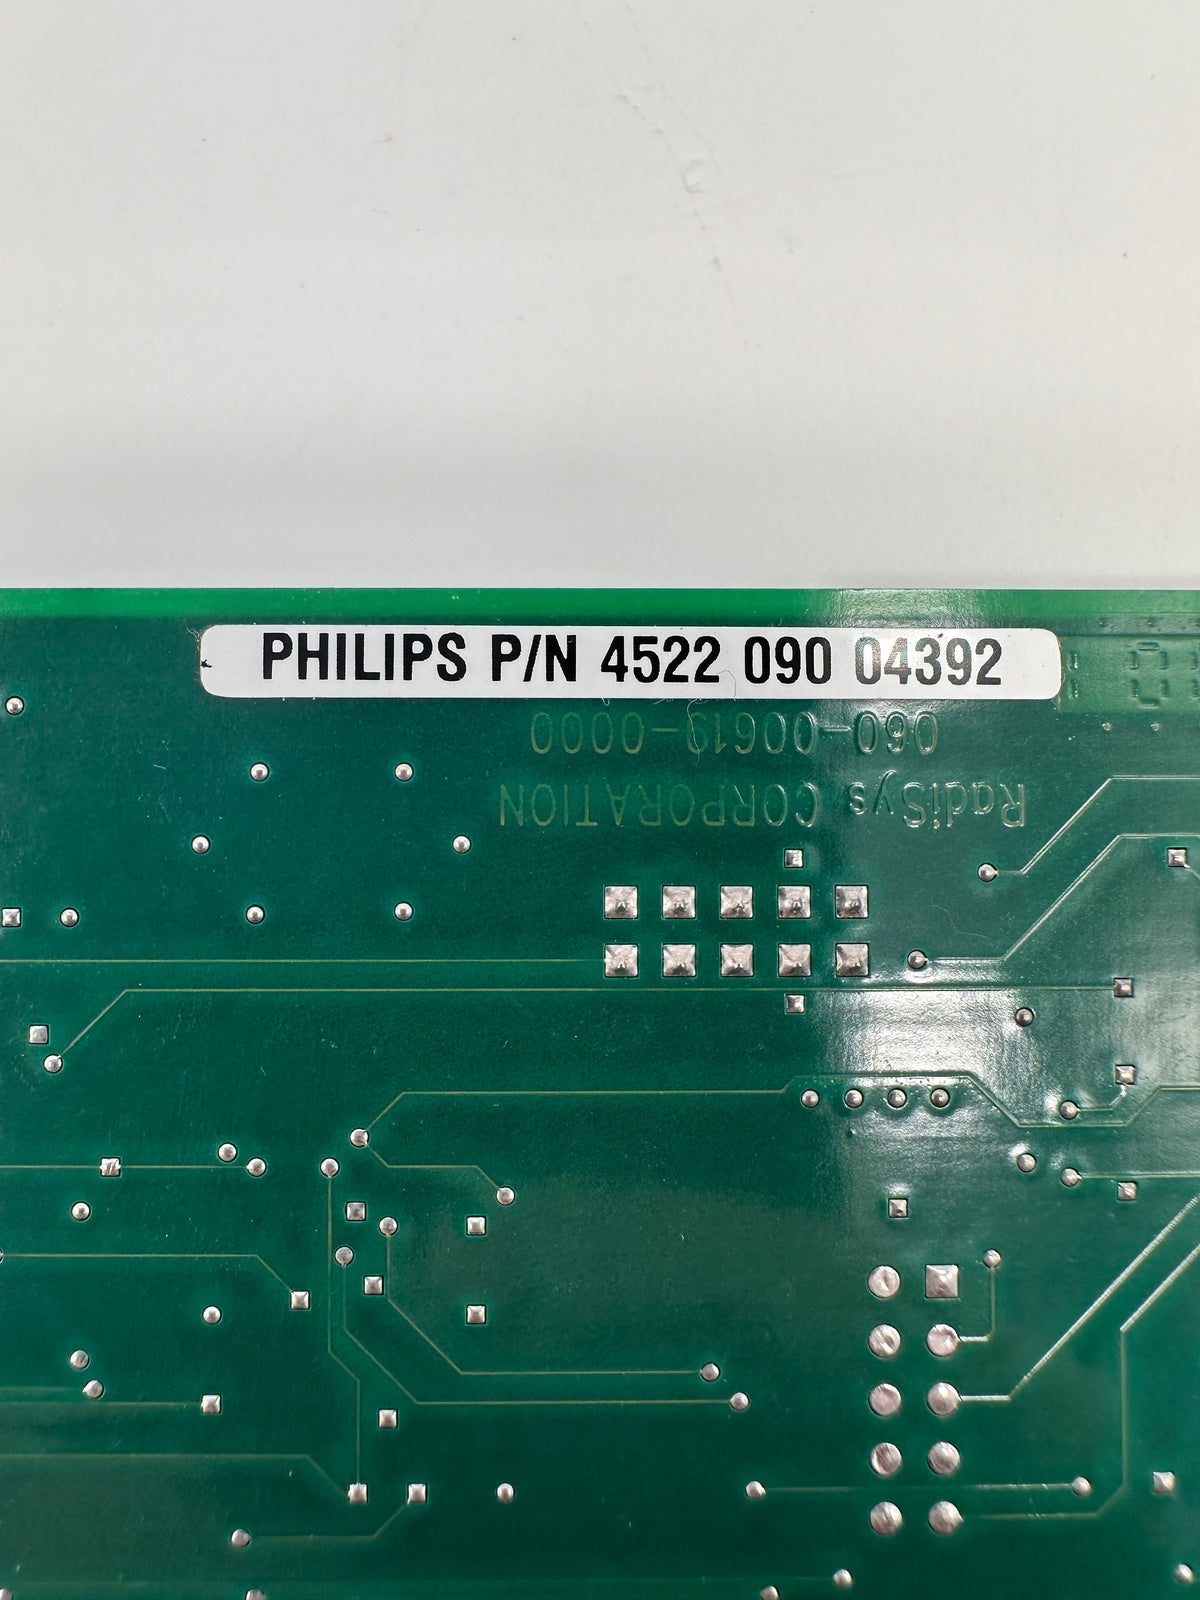 PHILIPS P/N 4522 090 04392
060-00619-0000
RadiSys CORPORATION